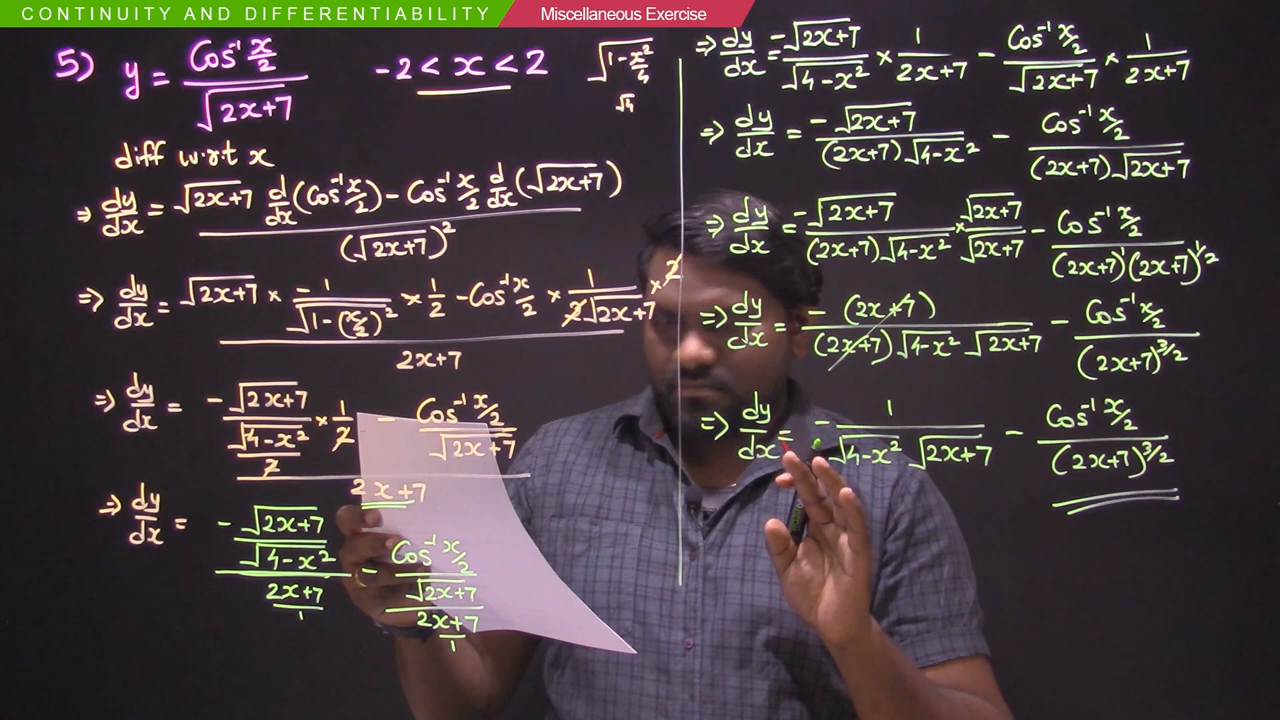 CONTINUITY AND DIFFERENTIABILITY
Miscellaneous Exercise
5) y = Cos⁻¹ x/2 / √(2x+7)    -2 < x < 2    √(1-x²/4)
√4
diff w.r.t x
⇒ dy/dx = √(2x+7) d/dx (Cos⁻¹ x/2) - Cos⁻¹ x/2 d/dx (√(2x+7)) / (√(2x+7))²
⇒ dy/dx = √(2x+7) × -1/√(1-(x/2)²) × 1/2 - Cos⁻¹ x/2 × 1/(2√(2x+7)) × 2 / 2x+7
⇒ dy/dx = -√(2x+7) / (√(4-x²)/2) × 1/2 - Cos⁻¹ x/2 / √(2x+7) / 2x+7
⇒ dy/dx = -√(2x+7) / √(4-x²) / (2x+7)/1 - Cos⁻¹ x/2 / √(2x+7) / (2x+7)/1
⇒ dy/dx = -√(2x+7) / √(4-x²) × 1/(2x+7) - Cos⁻¹ x/2 / √(2x+7) × 1/(2x+7)
⇒ dy/dx = -√(2x+7) / (2x+7)√(4-x²) - Cos⁻¹ x/2 / (2x+7)√(2x+7)
⇒ dy/dx = -√(2x+7) / (2x+7)√(4-x²) × √(2x+7)/√(2x+7) - Cos⁻¹ x/2 / (2x+7)¹(2x+7)^1/2
⇒ dy/dx = -(2x+7) / (2x+7)√(4-x²) √(2x+7) - Cos⁻¹ x/2 / (2x+7)^3/2
⇒ dy/dx = -1 / √(4-x²) √(2x+7) - Cos⁻¹ x/2 / (2x+7)^3/2